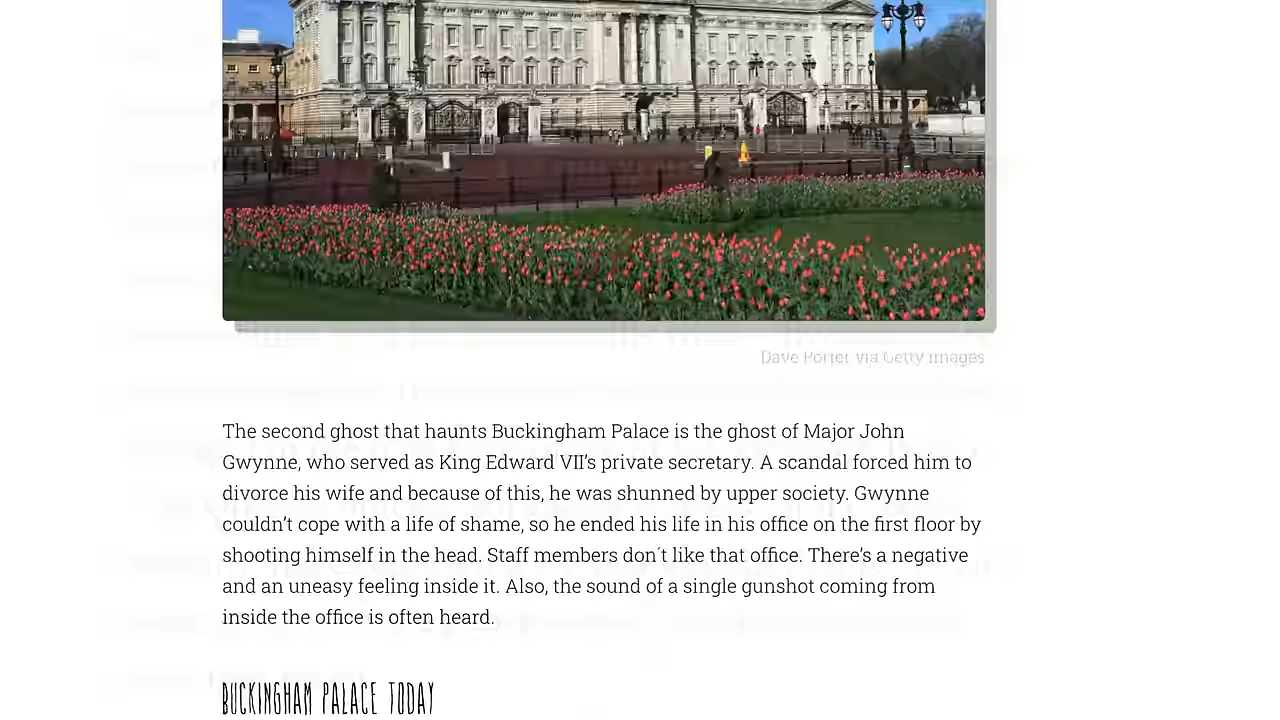 Dave Porter via Getty Images
The second ghost that haunts Buckingham Palace is the ghost of Major John
Gwynne, who served as King Edward VII’s private secretary. A scandal forced him to
divorce his wife and because of this, he was shunned by upper society. Gwynne
couldn’t cope with a life of shame, so he ended his life in his office on the first floor by
shooting himself in the head. Staff members don´t like that office. There’s a negative
and an uneasy feeling inside it. Also, the sound of a single gunshot coming from
inside the office is often heard.
BUCKINGHAM PALACE TODAY